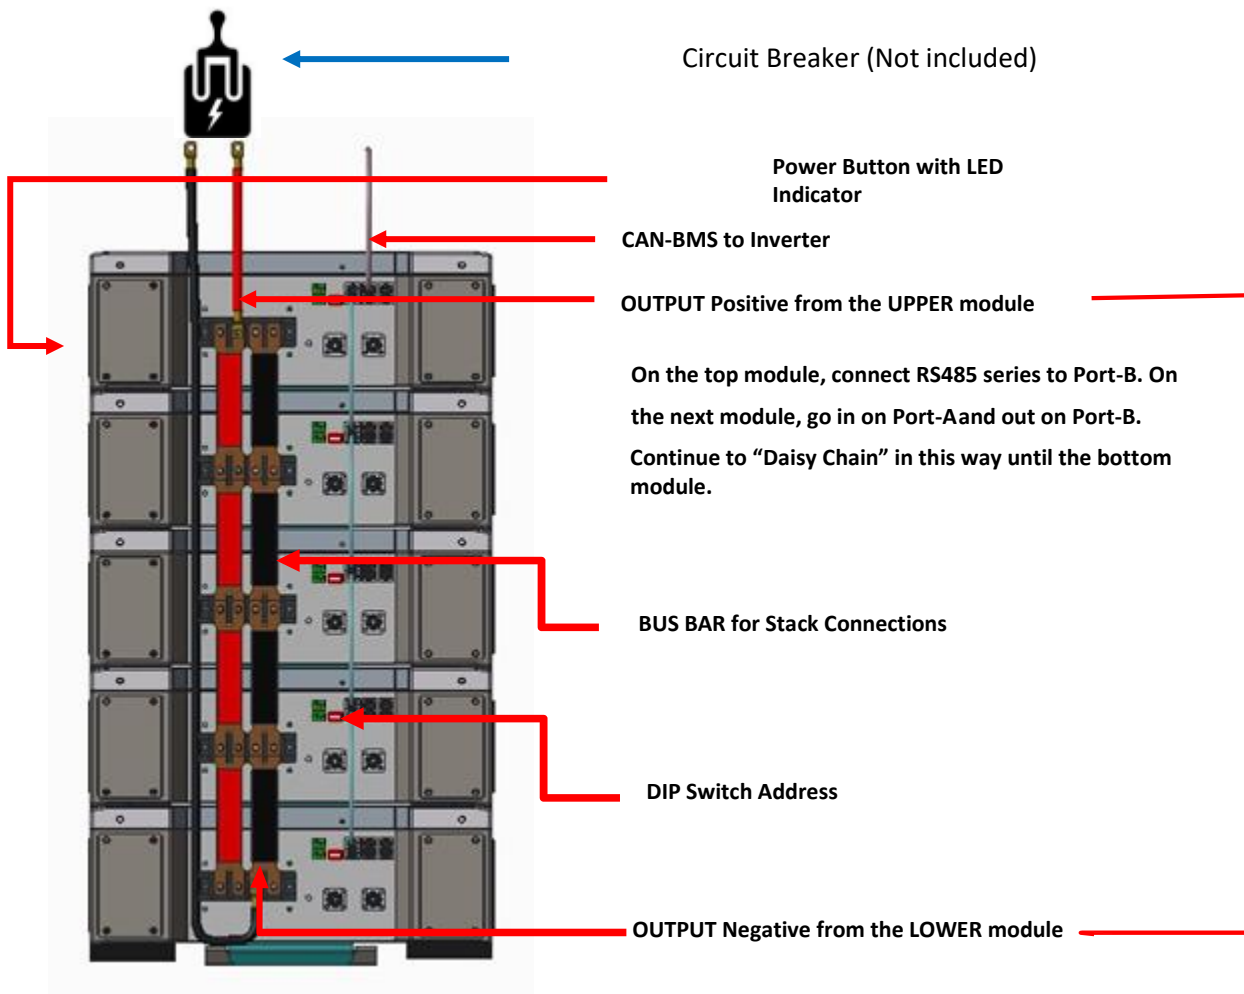 Circuit Breaker (Not included)
Power Button with LED
Indicator
CAN-BMS to Inverter
OUTPUT Positive from the UPPER module
On the top module, connect RS485 series to Port-B. On
the next module, go in on Port-Aand out on Port-B.
Continue to “Daisy Chain” in this way until the bottom
module.
BUS BAR for Stack Connections
DIP Switch Address
OUTPUT Negative from the LOWER module